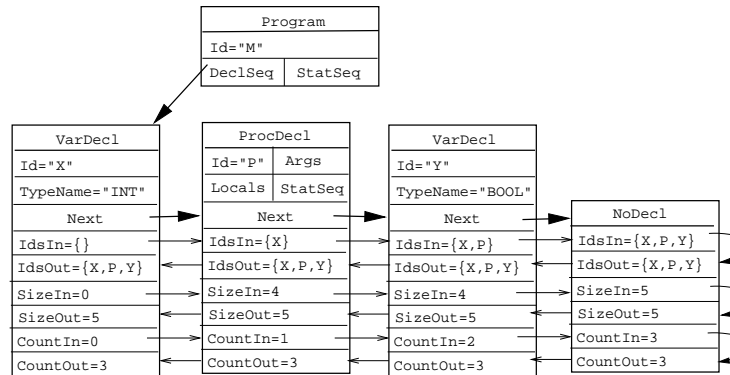 Program
Id="M"
DeclSeq StatSeq
VarDecl
Id="X"
TypeName="INT"
Next
IdsIn={}
IdsOut={X,P,Y}
SizeIn=0
SizeOut=5
CountIn=0
CountOut=3
ProcDecl
Id="P" Args
Locals StatSeq
Next
IdsIn={X}
IdsOut={X,P,Y}
SizeIn=4
SizeOut=5
CountIn=1
CountOut=3
VarDecl
Id="Y"
TypeName="BOOL"
Next
IdsIn={X,P}
IdsOut={X,P,Y}
SizeIn=4
SizeOut=5
CountIn=2
CountOut=3
NoDecl
IdsIn={X,P,Y}
IdsOut={X,P,Y}
SizeIn=5
SizeOut=5
CountIn=3
CountOut=3